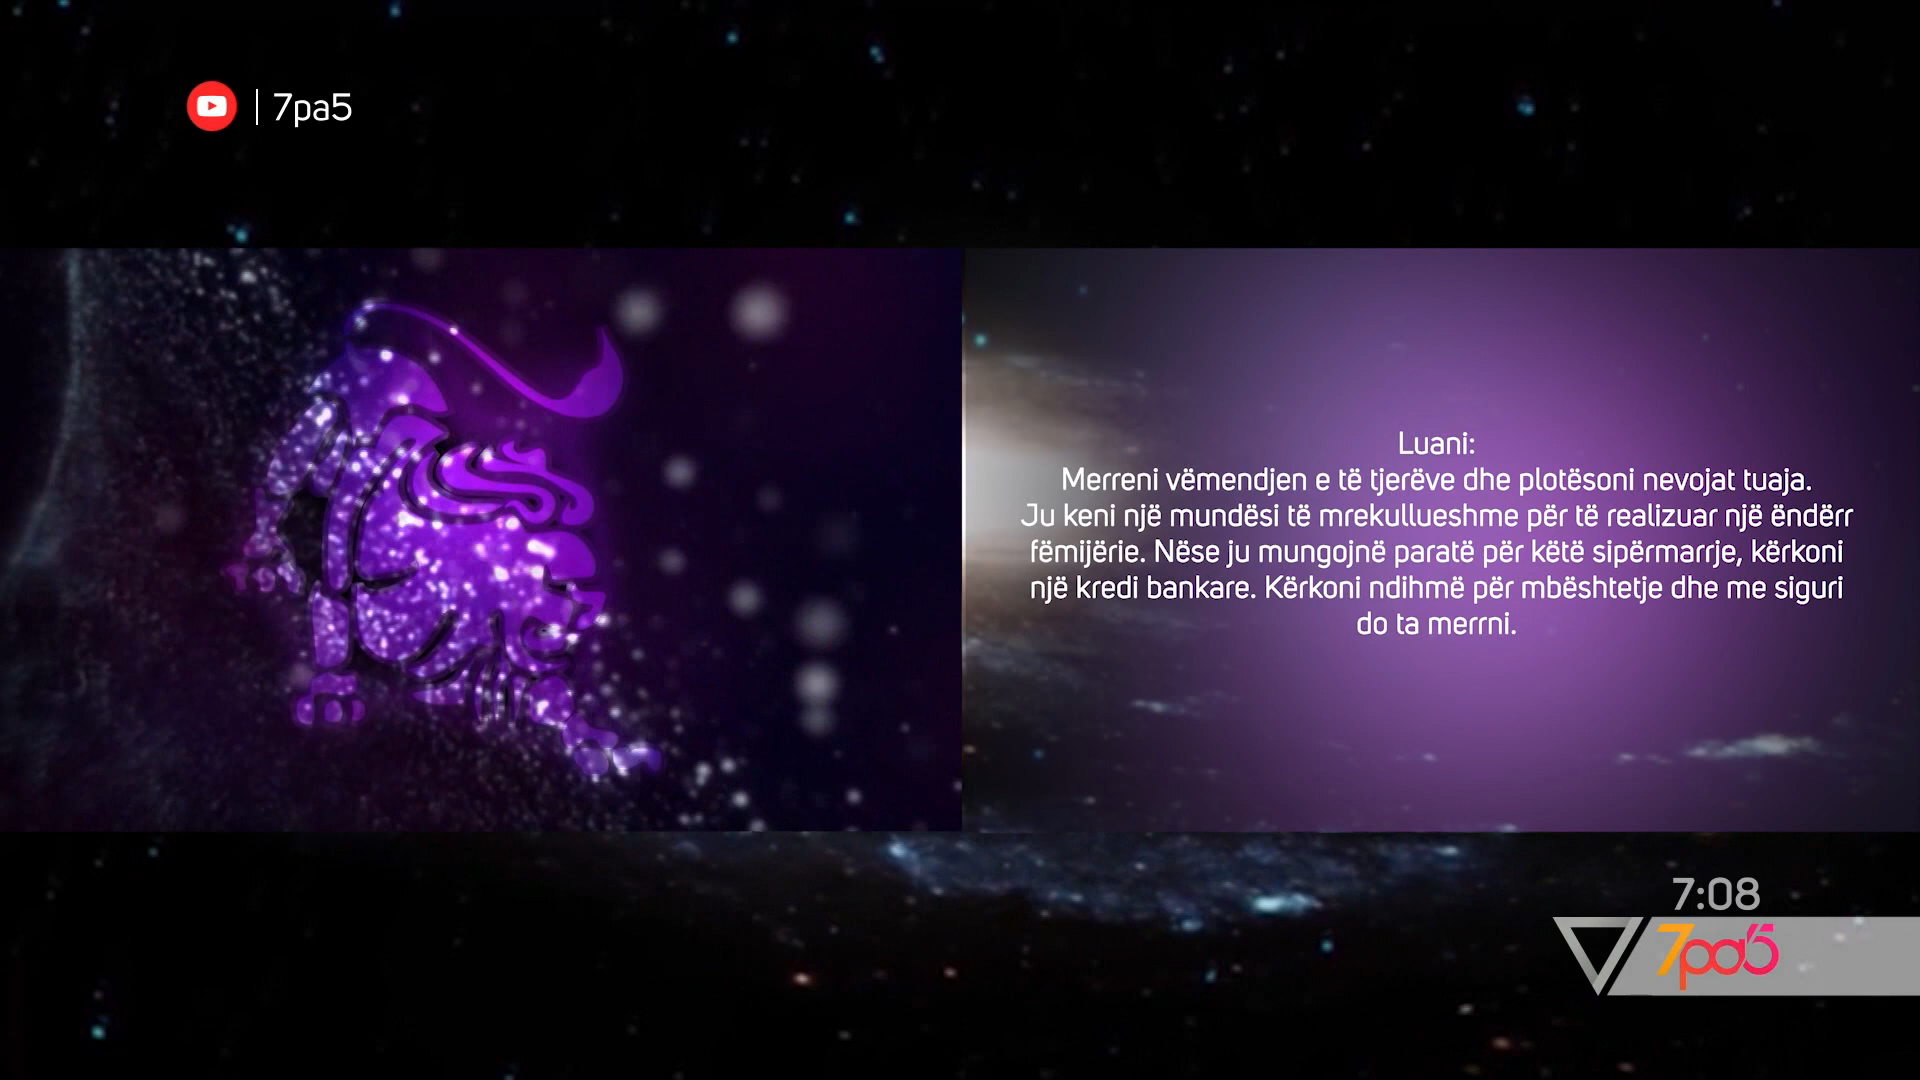 7pa5
Luani:
Merreni vëmendjen e të tjerëve dhe plotësoni nevojat tuaja.
Ju keni një mundësi të mrekullueshme për të realizuar një ëndërr
fëmijërie. Nëse ju mungojnë paratë për këtë sipërmarrje, kërkoni
një kredi bankare. Kërkoni ndihmë për mbështetje dhe me siguri
do ta merrni.
7:08
7pa5